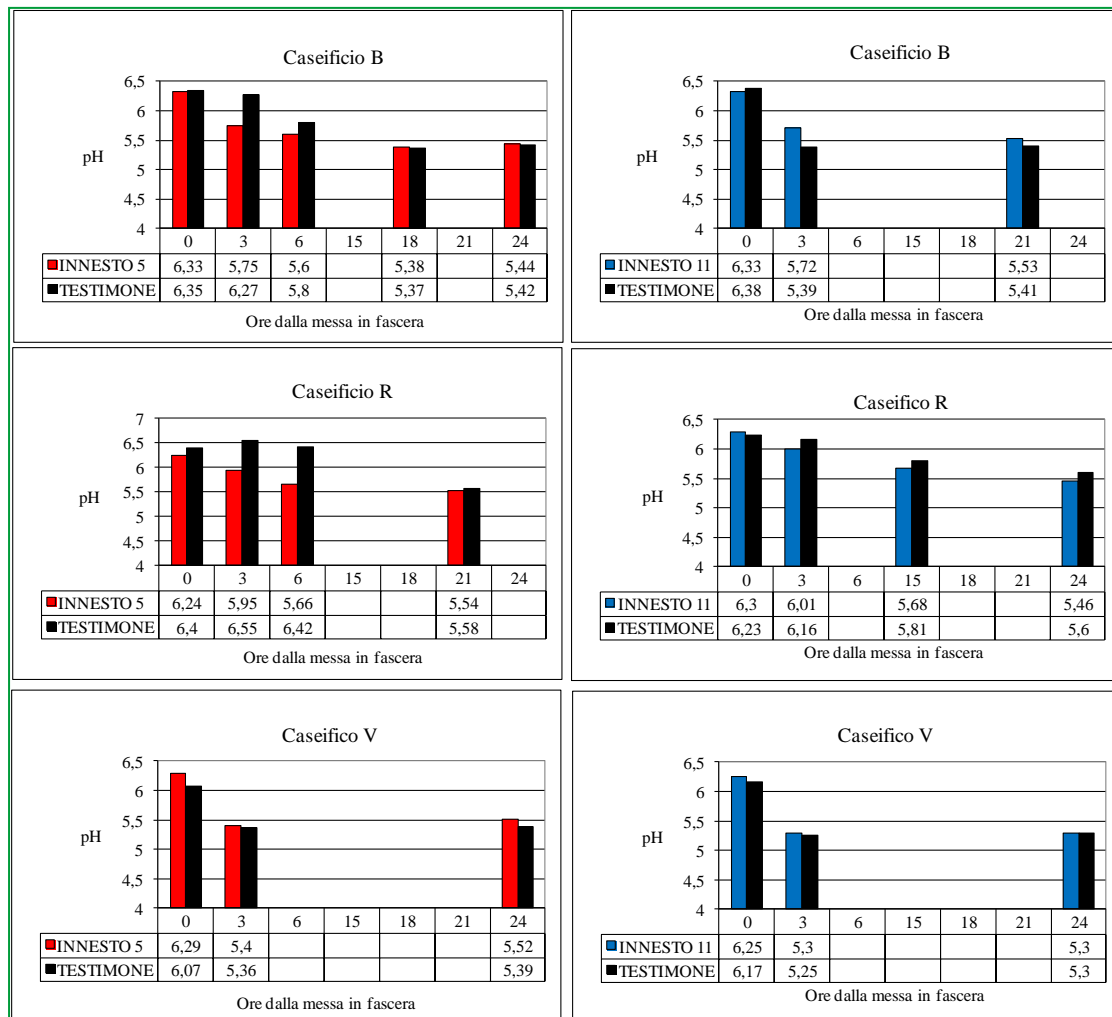 Caseificio B
6,5
6
5,5
5
4,5
4
pH
0 3 6 15 18 21 24
INNESTO 5 6,33 5,75 5,6 5,38 5,44
TESTIMONE 6,35 6,27 5,8 5,37 5,42
Ore dalla messa in fascera
Caseificio B
6,5
6
5,5
5
4,5
4
pH
0 3 6 15 18 21 24
INNESTO 11 6,33 5,72 5,53
TESTIMONE 6,38 5,39 5,41
Ore dalla messa in fascera
Caseificio R
7
6,5
6
5,5
5
4,5
4
pH
0 3 6 15 18 21 24
INNESTO 5 6,24 5,95 5,66 5,54
TESTIMONE 6,4 6,55 6,42 5,58
Ore dalla messa in fascera
Caseifico R
6,5
6
5,5
5
4,5
4
pH
0 3 6 15 18 21 24
INNESTO 11 6,3 6,01 5,68 5,46
TESTIMONE 6,23 6,16 5,81 5,6
Ore dalla messa in fascera
Caseifico V
6,5
6
5,5
5
4,5
4
pH
0 3 6 15 18 21 24
INNESTO 5 6,29 5,4 5,52
TESTIMONE 6,07 5,36 5,39
Ore dalla messa in fascera
Caseifico V
6,5
6
5,5
5
4,5
4
pH
0 3 6 15 18 21 24
INNESTO 11 6,25 5,3 5,3
TESTIMONE 6,17 5,25 5,3
Ore dalla messa in fascera